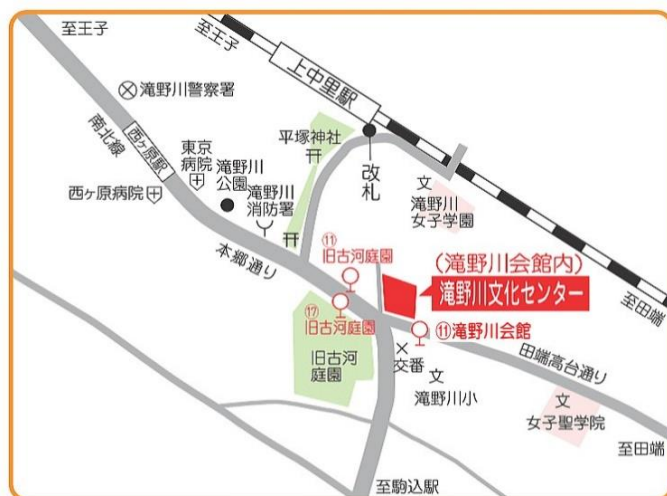 至王子
至王子
上中里駅
滝野川警察署
平塚神社
改札
南北線
西ヶ原駅
東京
病院
滝野川
公園
西ヶ原病院
滝野川
消防署
文
滝野川
女子学園
本郷通り
⑪
旧古河庭園
(滝野川会館内)
滝野川文化センター
至田端
⑰
旧古河庭園
⑪滝野川会館
旧古河
庭園
交番
文
滝野川小
田端高台通り
文
女子聖学院
至田端
至駒込駅